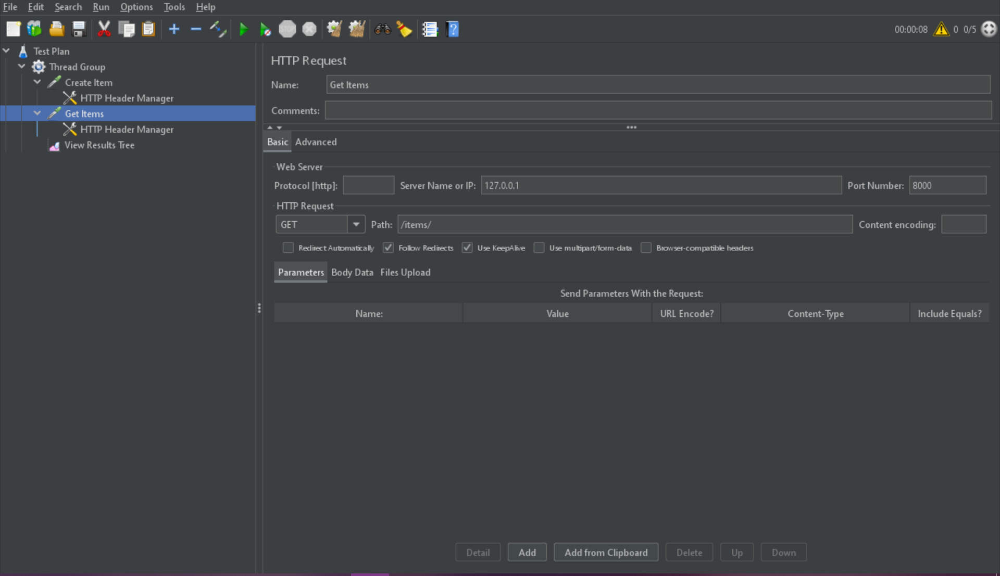 File Edit Search Run Options Tools Help
STOP 00:00:08 0 0/5
Test Plan
Thread Group
Create Item
HTTP Header Manager
Get Items
HTTP Header Manager
View Results Tree
HTTP Request
Name: Get Items
Comments:
Basic Advanced
Web Server
Protocol [http]: Server Name or IP: 127.0.0.1 Port Number: 8000
HTTP Request
GET Path: /items/ Content encoding:
Redirect Automatically Follow Redirects Use KeepAlive Use multipart/form-data Browser-compatible headers
Parameters Body Data Files Upload
Send Parameters With the Request:
Name: Value URL Encode? Content-Type Include Equals?
Detail Add Add from Clipboard Delete Up Down